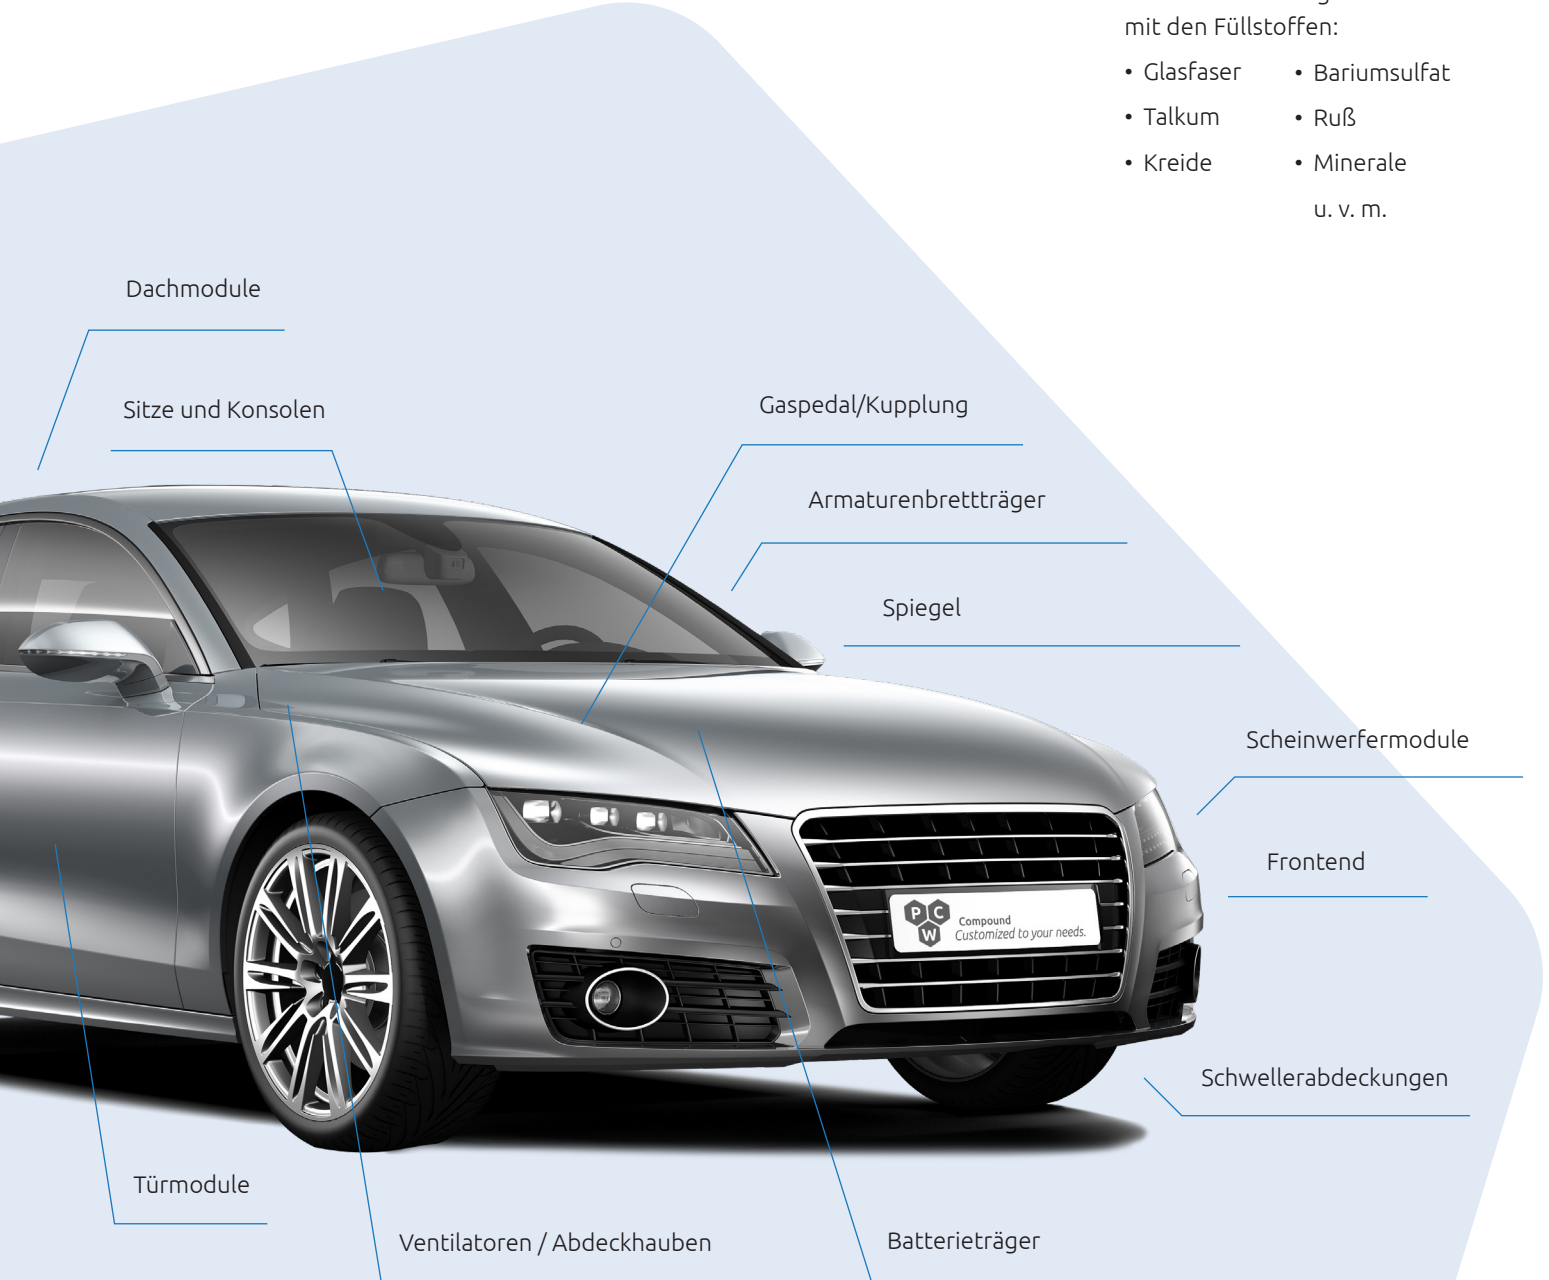 mit den Füllstoffen:
• Glasfaser
• Talkum
• Kreide
• Bariumsulfat
• Ruß
• Minerale
u. v. m.
Dachmodule
Sitze und Konsolen
Gaspedal/Kupplung
Armaturenbrettträger
Spiegel
Scheinwerfermodule
Frontend
P C
W
Compound
Customized to your needs.
Schwellerabdeckungen
Türmodule
Ventilatoren / Abdeckhauben
Batterieträger